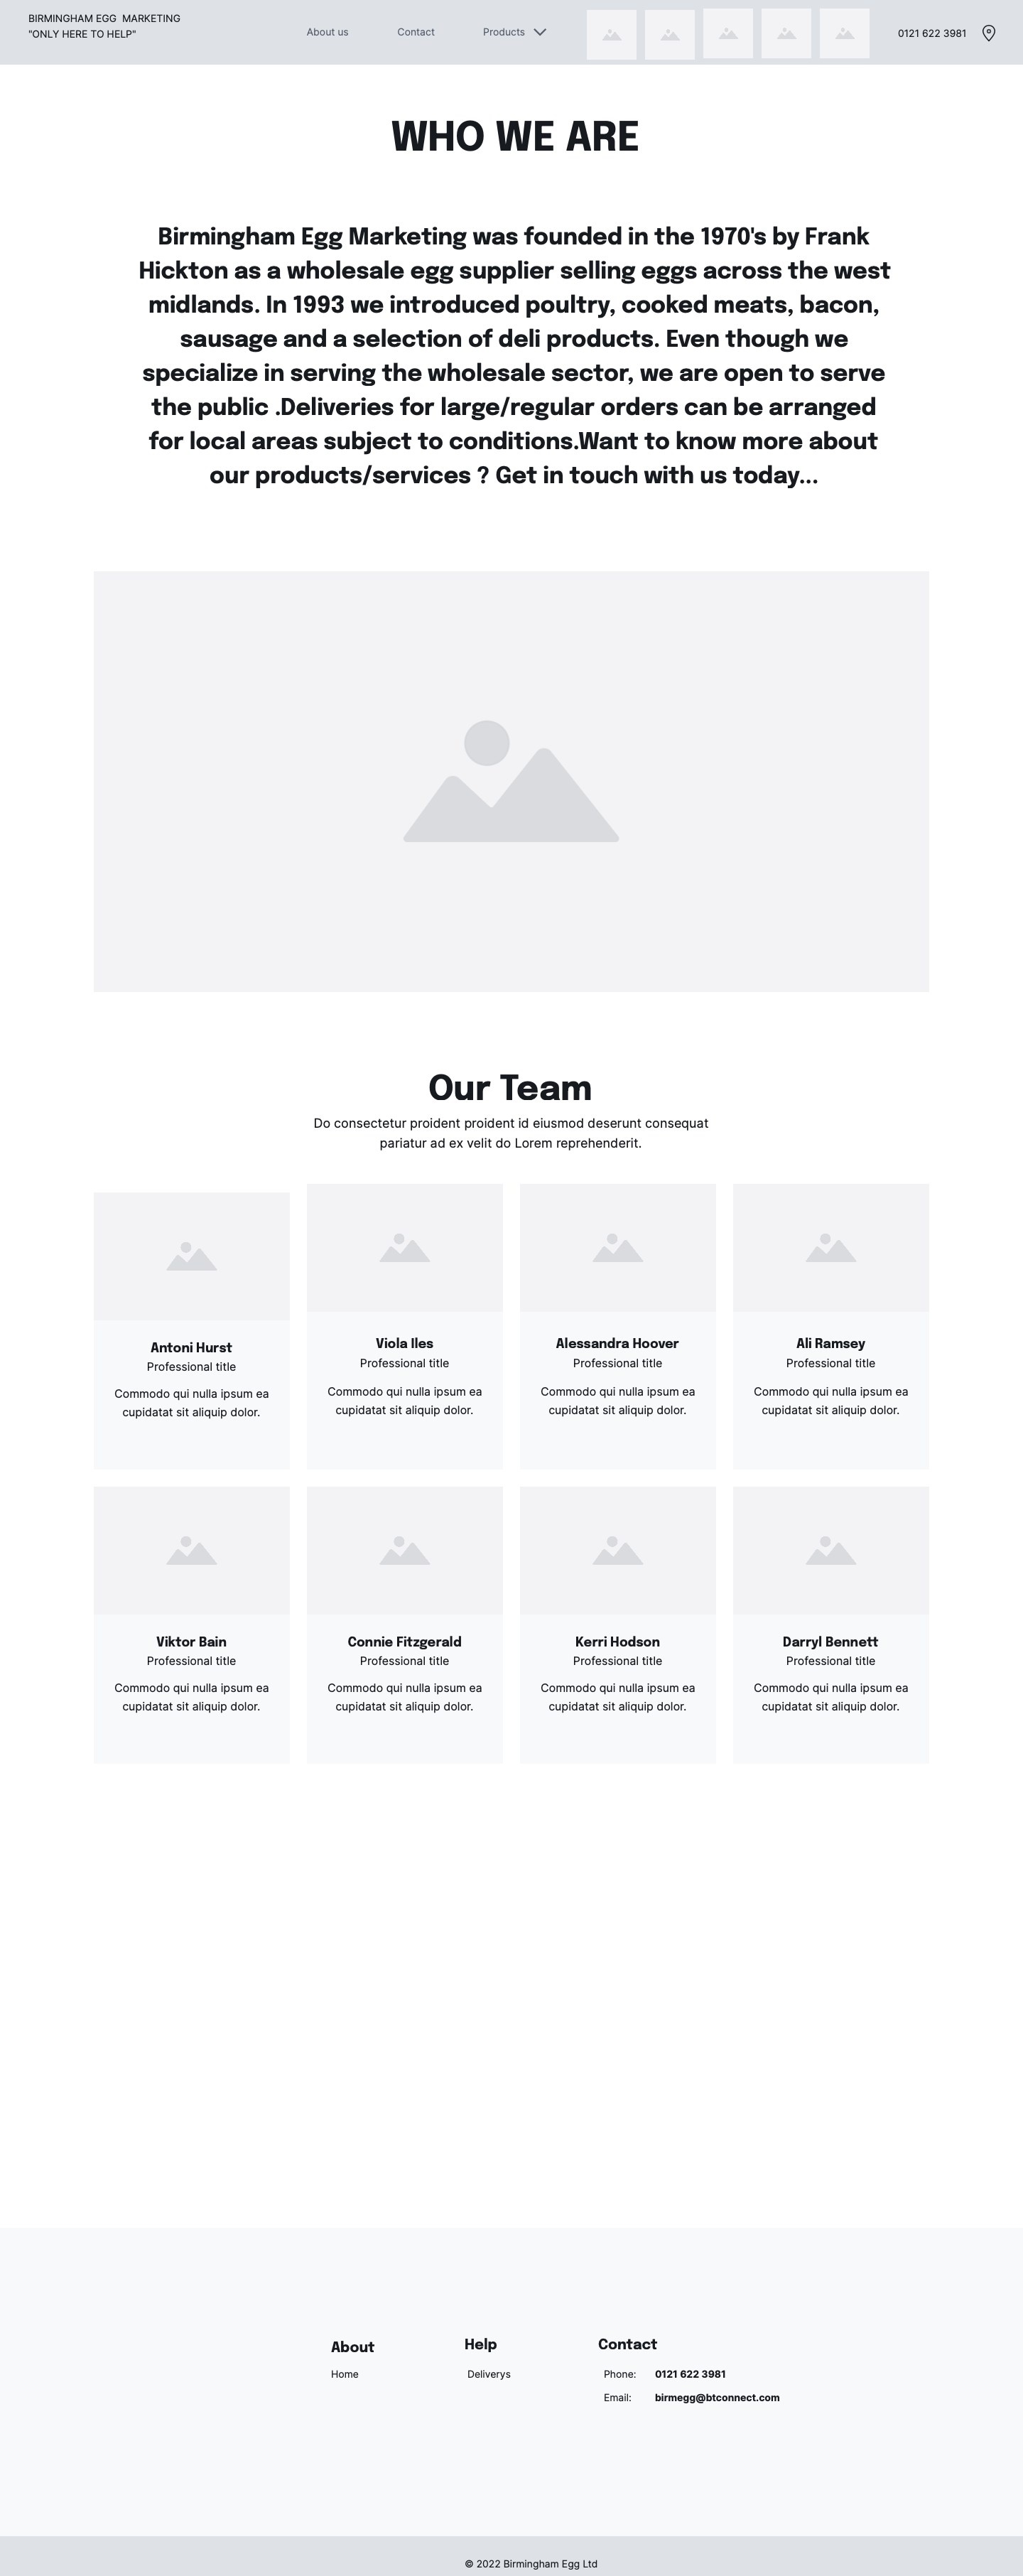 BIRMINGHAM EGG  MARKETING
"ONLY HERE TO HELP"
About us
Contact
Products
0121 622 3981
WHO WE ARE
Birmingham Egg Marketing was founded in the 1970's by Frank
Hickton as a wholesale egg supplier selling eggs across the west
midlands. In 1993 we introduced poultry, cooked meats, bacon,
sausage and a selection of deli products. Even though we
specialize in serving the wholesale sector, we are open to serve
the public .Deliveries for large/regular orders can be arranged
for local areas subject to conditions.Want to know more about
our products/services ? Get in touch with us today...
Our Team
Do consectetur proident proident id eiusmod deserunt consequat
pariatur ad ex velit do Lorem reprehenderit.
Antoni Hurst
Professional title
Commodo qui nulla ipsum ea
cupidatat sit aliquip dolor.
Viola Iles
Professional title
Commodo qui nulla ipsum ea
cupidatat sit aliquip dolor.
Alessandra Hoover
Professional title
Commodo qui nulla ipsum ea
cupidatat sit aliquip dolor.
Ali Ramsey
Professional title
Commodo qui nulla ipsum ea
cupidatat sit aliquip dolor.
Viktor Bain
Professional title
Commodo qui nulla ipsum ea
cupidatat sit aliquip dolor.
Connie Fitzgerald
Professional title
Commodo qui nulla ipsum ea
cupidatat sit aliquip dolor.
Kerri Hodson
Professional title
Commodo qui nulla ipsum ea
cupidatat sit aliquip dolor.
Darryl Bennett
Professional title
Commodo qui nulla ipsum ea
cupidatat sit aliquip dolor.
About
Home
Help
Deliverys
Contact
Phone: 0121 622 3981
Email: birmegg@btconnect.com
© 2022 Birmingham Egg Ltd